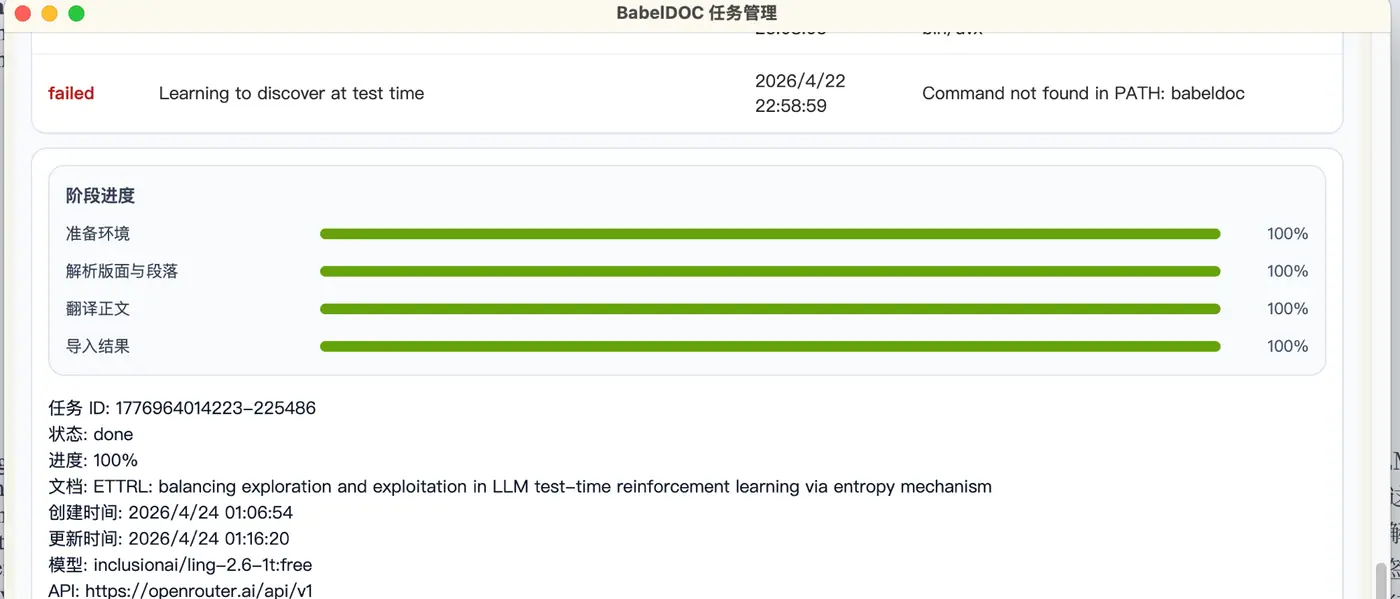 BabelDOC 任务管理
failed Learning to discover at test time 2026/4/22 22:58:59 Command not found in PATH: babeldoc
阶段进度
准备环境 100%
解析版面与段落 100%
翻译正文 100%
导入结果 100%
任务 ID: 1776964014223-225486
状态: done
进度: 100%
文档: ETTRL: balancing exploration and exploitation in LLM test-time reinforcement learning via entropy mechanism
创建时间: 2026/4/24 01:06:54
更新时间: 2026/4/24 01:16:20
模型: inclusionai/ling-2.6-1t:free
API: https://openrouter.ai/api/v1